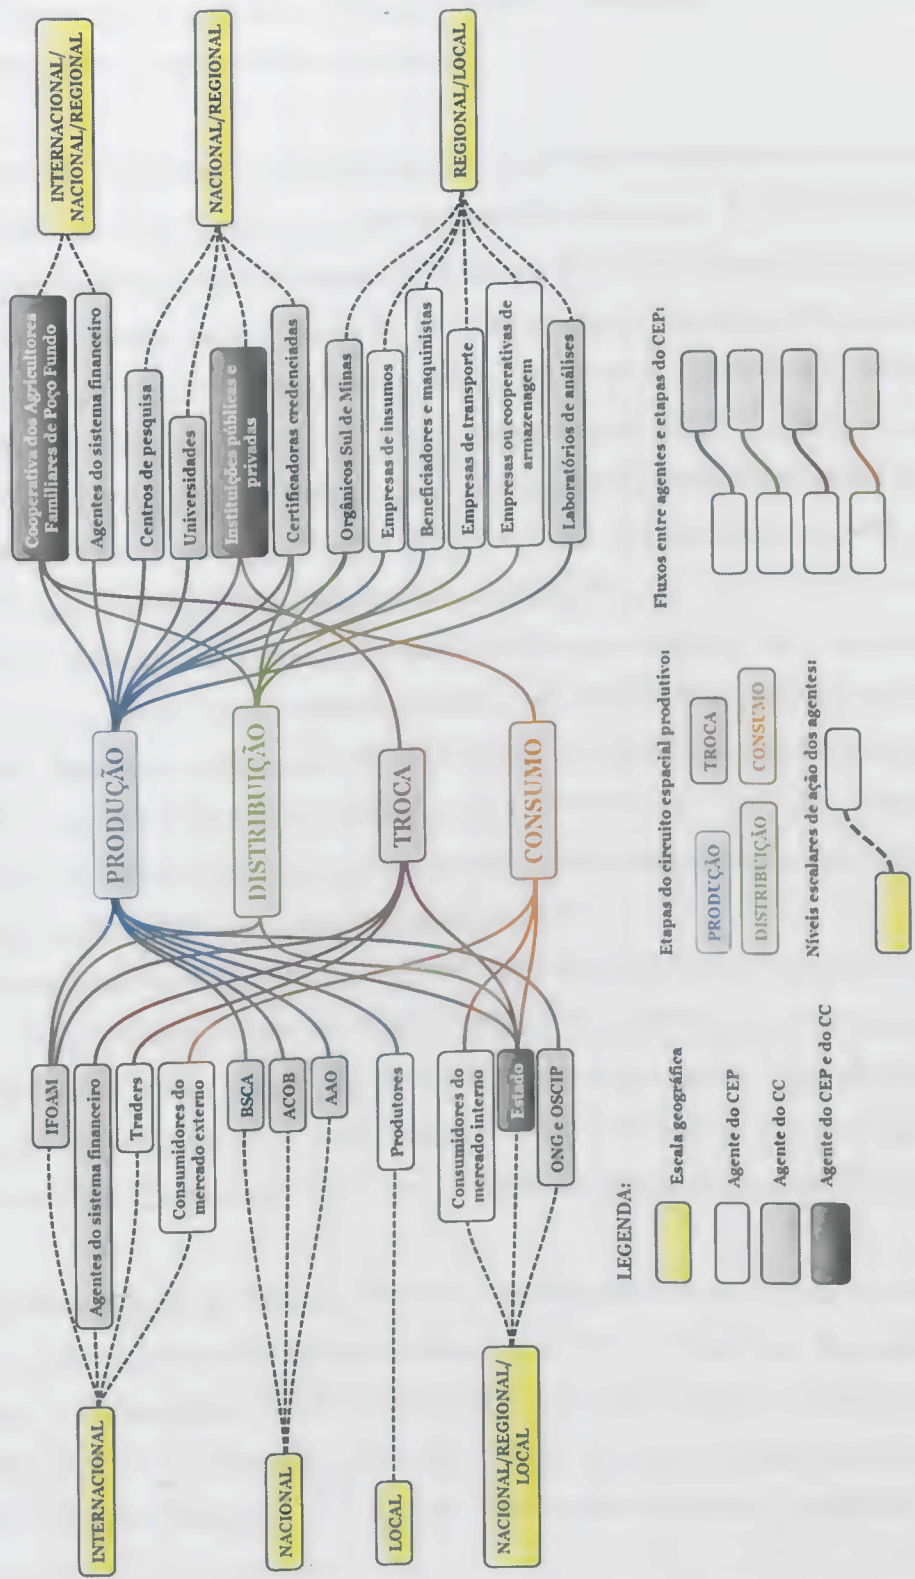 INTERNACIONAL
NACIONAL
LOCAL
NACIONAL/REGIONAL/
LOCAL
IFOAM
Agentes do sistema financeiro
Traders
Consumidores do
mercado externo
BSCA
ACOB
AAO
Produtores
Consumidores do
mercado interno
Estado
ONG e OSCIP
PRODUÇÃO
DISTRIBUIÇÃO
TROCA
CONSUMO
Cooperativa dos Agricultores
Familiares de Poço Fundo
Agentes do sistema financeiro
Centros de pesquisa
Universidades
Instituições públicas e
privadas
Certificadoras credenciadas
Orgânicos Sul de Minas
Empresas de insumos
Beneficiadores e maquinistas
Empresas de transporte
Empresas ou cooperativas de
armazenagem
Laboratórios de análises
INTERNACIONAL/
NACIONAL/REGIONAL
NACIONAL/REGIONAL
REGIONAL/LOCAL
LEGENDA:
Escala geográfica
Agente do CEP
Agente do CC
Agente do CEP e do CC
Etapas do circuito espacial produtivo:
PRODUÇÃO
TROCA
DISTRIBUIÇÃO
CONSUMO
Níveis escalares de ação dos agentes:
Fluxos entre agentes e etapas do CEP: